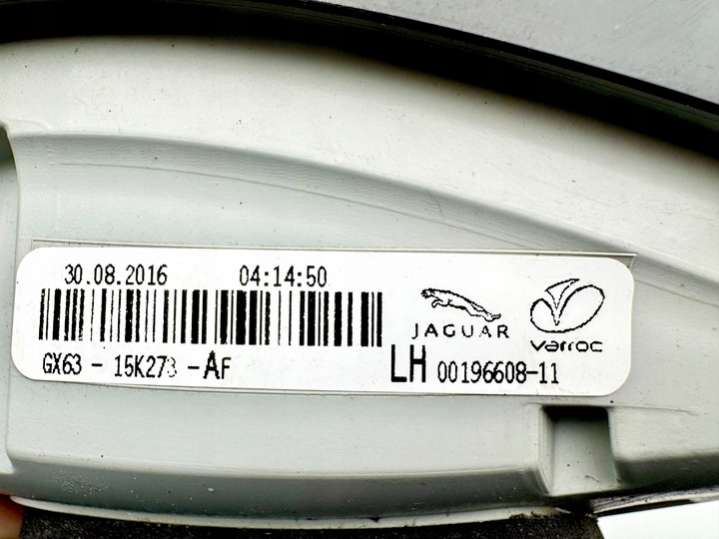 30.08.2016 04:14:50
JAGUAR varroc
GX63 - 15K273 -AF LH 00196608-11